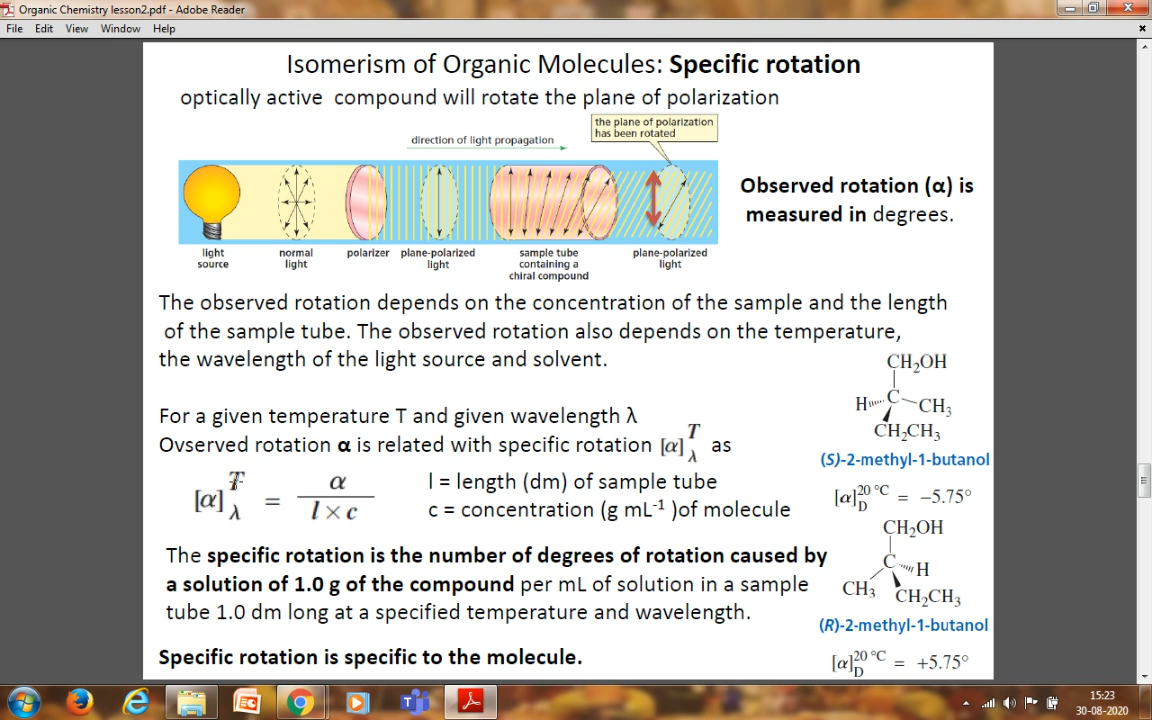 Organic Chemistry lesson2.pdf - Adobe Reader
File Edit View Window Help
Isomerism of Organic Molecules: Specific rotation
optically active compound will rotate the plane of polarization
the plane of polarization
has been rotated
direction of light propagation
Observed rotation (α) is
measured in degrees.
light
source
normal
light
polarizer
plane-polarized
light
sample tube
containing a
chiral compound
plane-polarized
light
The observed rotation depends on the concentration of the sample and the length
of the sample tube. The observed rotation also depends on the temperature,
the wavelength of the light source and solvent.
For a given temperature T and given wavelength λ
Ovserved rotation α is related with specific rotation [α]^T_λ as
[α]^T_λ = α / l × c
l = length (dm) of sample tube
c = concentration (g mL⁻¹ )of molecule
The specific rotation is the number of degrees of rotation caused by
a solution of 1.0 g of the compound per mL of solution in a sample
tube 1.0 dm long at a specified temperature and wavelength.
Specific rotation is specific to the molecule.
CH₂OH
H C CH₃
CH₂CH₃
(S)-2-methyl-1-butanol
[α]^20 °C_D = −5.75°
CH₂OH
C H
CH₃ CH₂CH₃
(R)-2-methyl-1-butanol
[α]^20 °C_D = +5.75°
15:23
30-08-2020